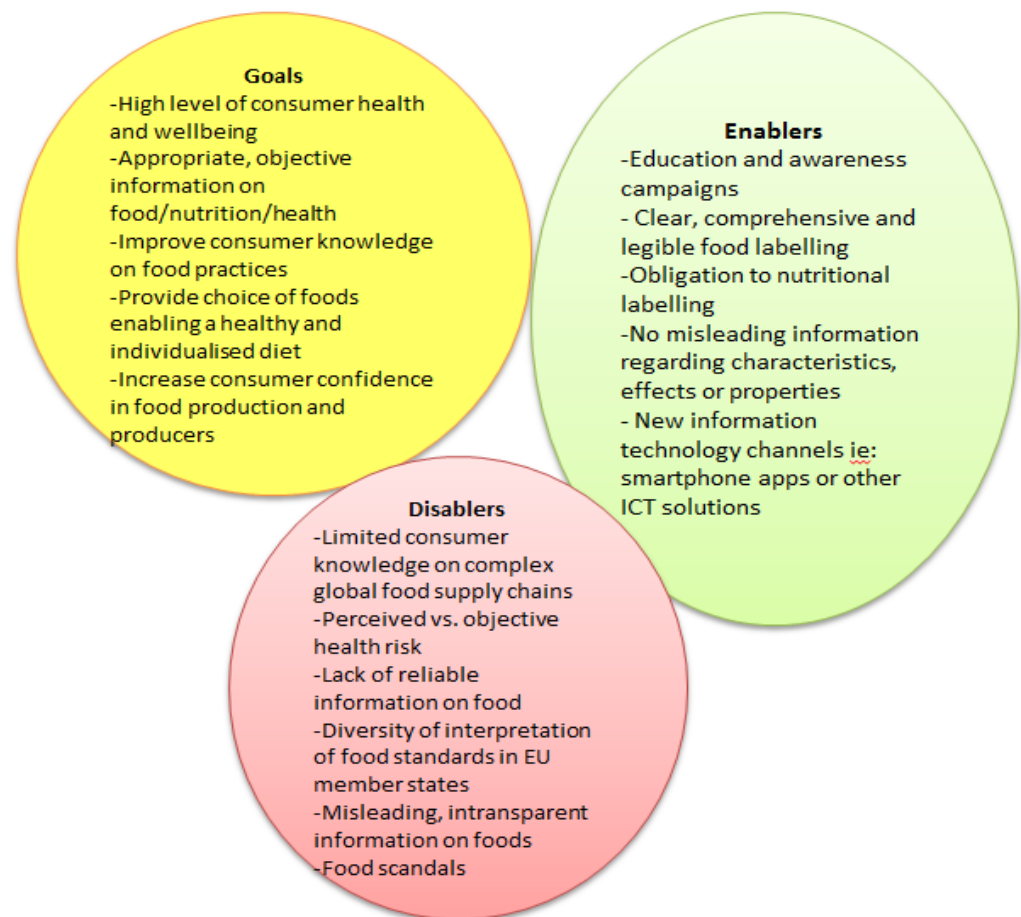 Goals
-High level of consumer health
and wellbeing
-Appropriate, objective
information on
food/nutrition/health
-Improve consumer knowledge
on food practices
-Provide choice of foods
enabling a healthy and
individualised diet
-Increase consumer confidence
in food production and
producers
Enablers
-Education and awareness
campaigns
- Clear, comprehensive and
legible food labelling
-Obligation to nutritional
labelling
-No misleading information
regarding characteristics,
effects or properties
- New information
technology channels ie:
smartphone apps or other
ICT solutions
Disablers
-Limited consumer
knowledge on complex
global food supply chains
-Perceived vs. objective
health risk
-Lack of reliable
information on food
-Diversity of interpretation
of food standards in EU
member states
-Misleading, intransparent
information on foods
-Food scandals